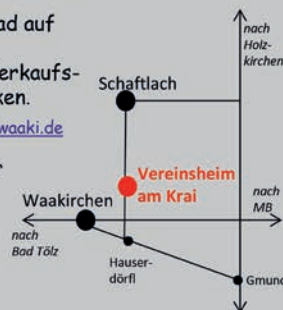 ad auf
erkaufs-
ken.
waaki.de
nach
Holz-
kirchen
Schaftlach
Vereinsheim
am Krai
Waakirchen
nach
MB
nach
Bad Tölz
Hauser-
dörfl
Gmund